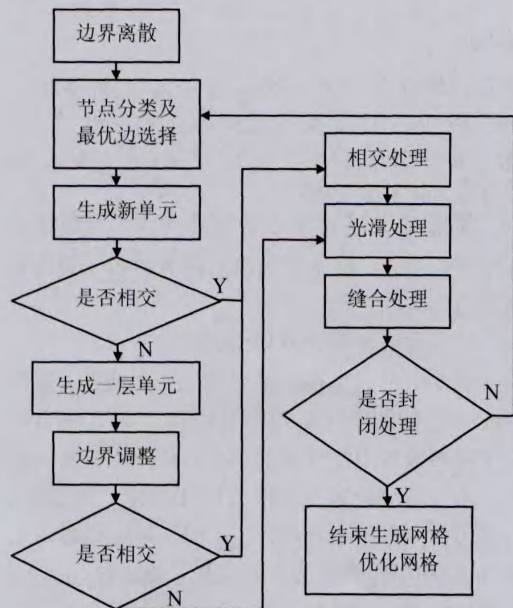 边界离散
节点分类及
最优边选择
生成新单元
是否相交
Y
N
生成一层单元
边界调整
是否相交
Y
N
相交处理
光滑处理
缝合处理
是否封
闭处理
N
Y
结束生成网格
优化网格